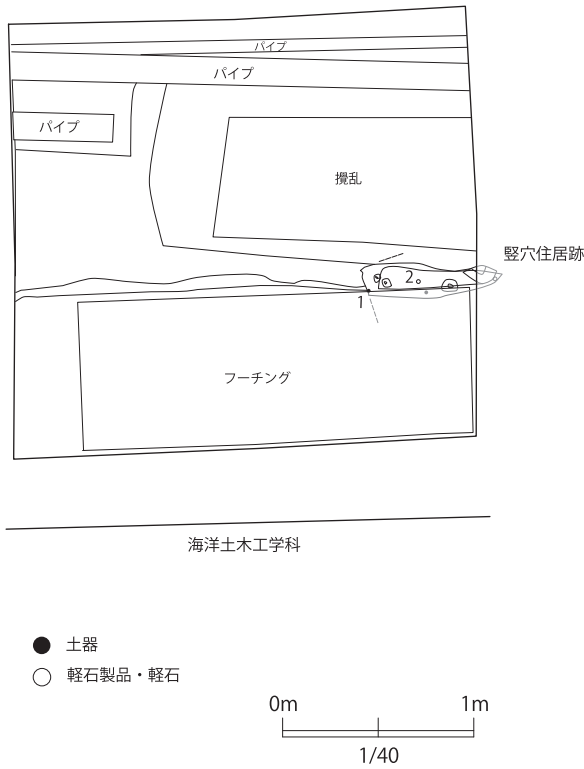 パイプ
パイプ
パイプ
攪乱
竪穴住居跡
2
1
フーチング
海洋土木工学科
土器
軽石製品・軽石
0m 1m
1/40